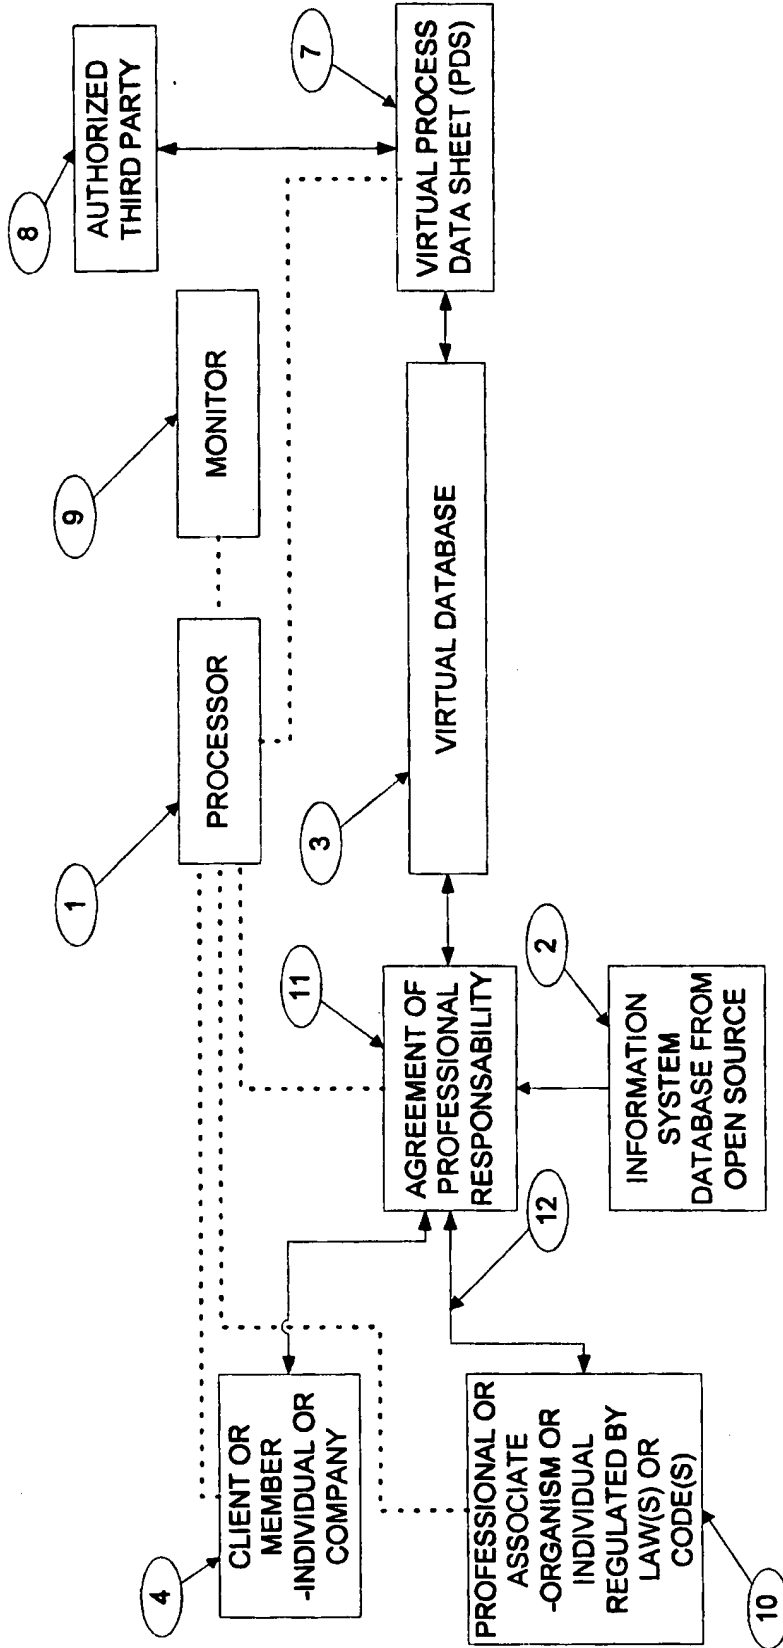 8
AUTHORIZED
THIRD PARTY
9
MONITOR
7
VIRTUAL PROCESS
DATA SHEET (PDS)
1
PROCESSOR
3
VIRTUAL DATABASE
11
AGREEMENT OF
PROFESSIONAL
RESPONSABILITY
2
INFORMATION
SYSTEM
DATABASE FROM
OPEN SOURCE
12
4
CLIENT OR
MEMBER
-INDIVIDUAL OR
COMPANY
PROFESSIONAL OR
ASSOCIATE
-ORGANISM OR
INDIVIDUAL
REGULATED BY
LAW(S) OR
CODE(S)
10